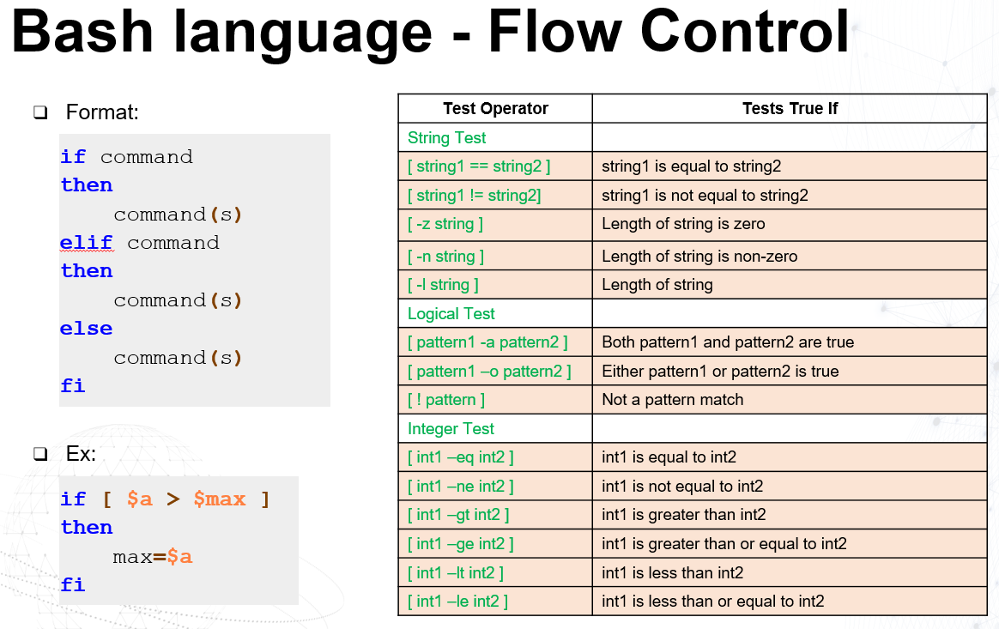 Bash language - Flow Control
❑ Format:
if command
then
    command(s)
elif command
then
    command(s)
else
    command(s)
fi
❑ Ex:
if [ $a > $max ]
then
    max=$a
fi
Test Operator Tests True If
String Test
[ string1 == string2 ] string1 is equal to string2
[ string1 != string2] string1 is not equal to string2
[ -z string ] Length of string is zero
[ -n string ] Length of string is non-zero
[ -l string ] Length of string
Logical Test
[ pattern1 -a pattern2 ] Both pattern1 and pattern2 are true
[ pattern1 –o pattern2 ] Either pattern1 or pattern2 is true
[ ! pattern ] Not a pattern match
Integer Test
[ int1 –eq int2 ] int1 is equal to int2
[ int1 –ne int2 ] int1 is not equal to int2
[ int1 –gt int2 ] int1 is greater than int2
[ int1 –ge int2 ] int1 is greater than or equal to int2
[ int1 –lt int2 ] int1 is less than int2
[ int1 –le int2 ] int1 is less than or equal to int2